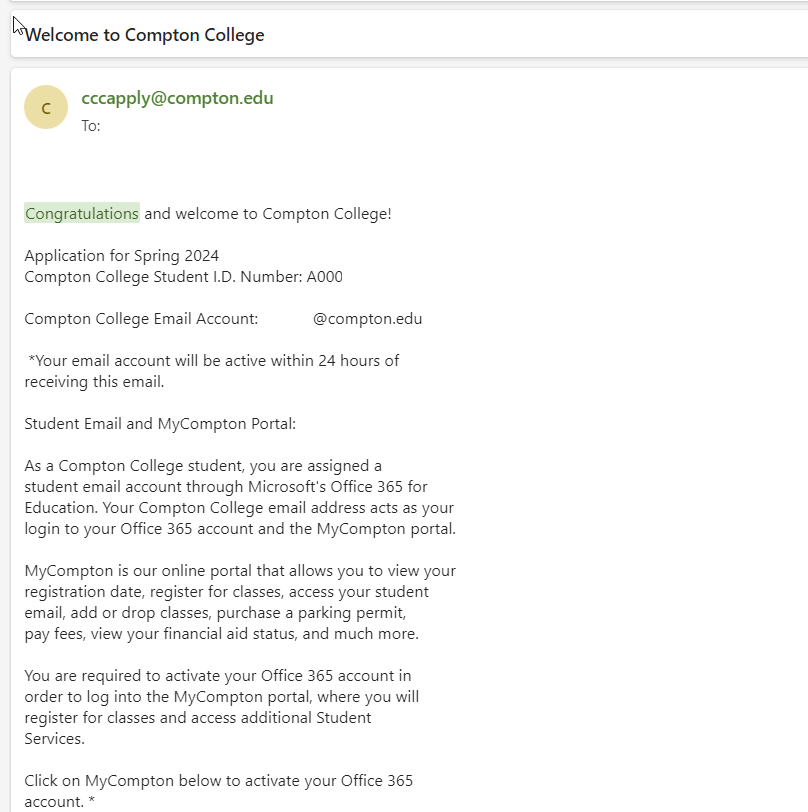 Welcome to Compton College
C
cccapply@compton.edu
To:
Congratulations and welcome to Compton College!
Application for Spring 2024
Compton College Student I.D. Number: A000
Compton College Email Account: @compton.edu
*Your email account will be active within 24 hours of
receiving this email.
Student Email and MyCompton Portal:
As a Compton College student, you are assigned a
student email account through Microsoft's Office 365 for
Education. Your Compton College email address acts as your
login to your Office 365 account and the MyCompton portal.
MyCompton is our online portal that allows you to view your
registration date, register for classes, access your student
email, add or drop classes, purchase a parking permit,
pay fees, view your financial aid status, and much more.
You are required to activate your Office 365 account in
order to log into the MyCompton portal, where you will
register for classes and access additional Student
Services.
Click on MyCompton below to activate your Office 365
account. *